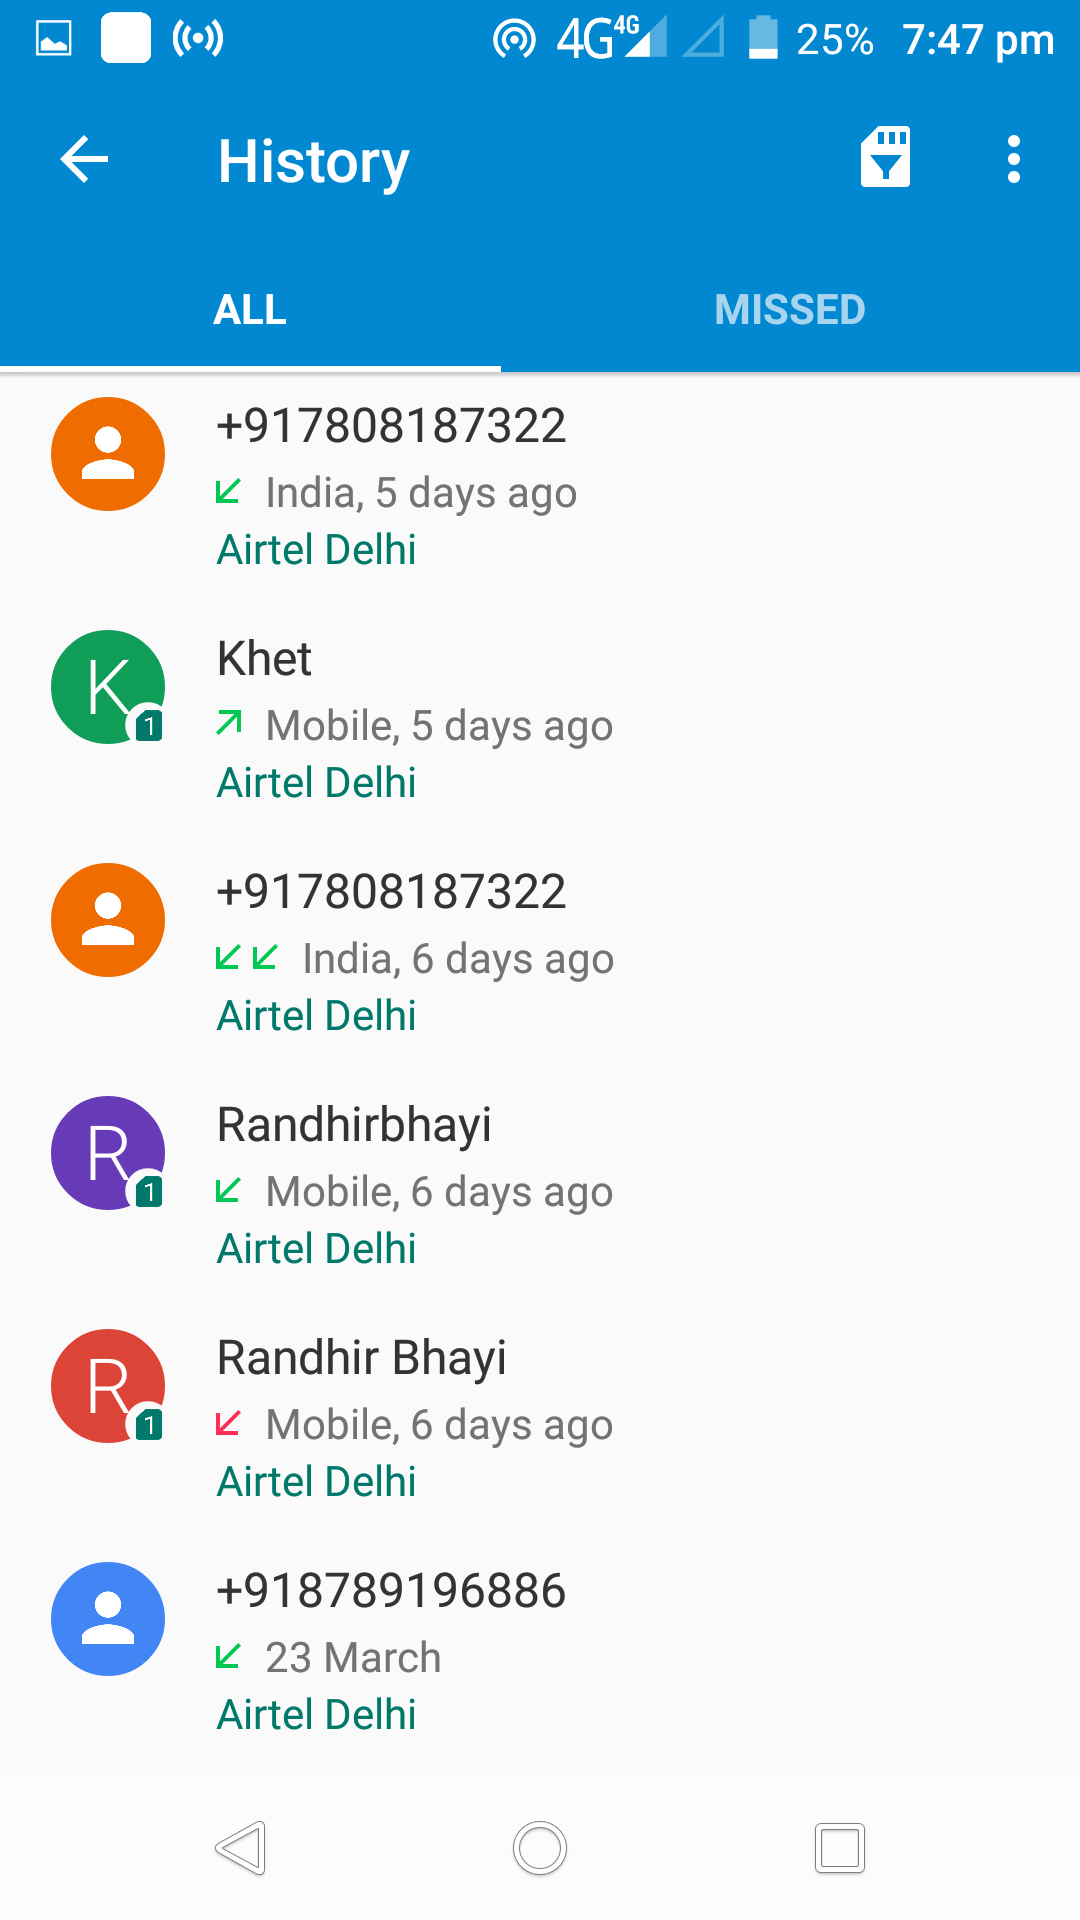 4G 4G 25% 7:47 pm
History
ALL MISSED
+917808187322
India, 5 days ago
Airtel Delhi
K 1
Khet
Mobile, 5 days ago
Airtel Delhi
+917808187322
India, 6 days ago
Airtel Delhi
R 1
Randhirbhayi
Mobile, 6 days ago
Airtel Delhi
R 1
Randhir Bhayi
Mobile, 6 days ago
Airtel Delhi
+918789196886
23 March
Airtel Delhi